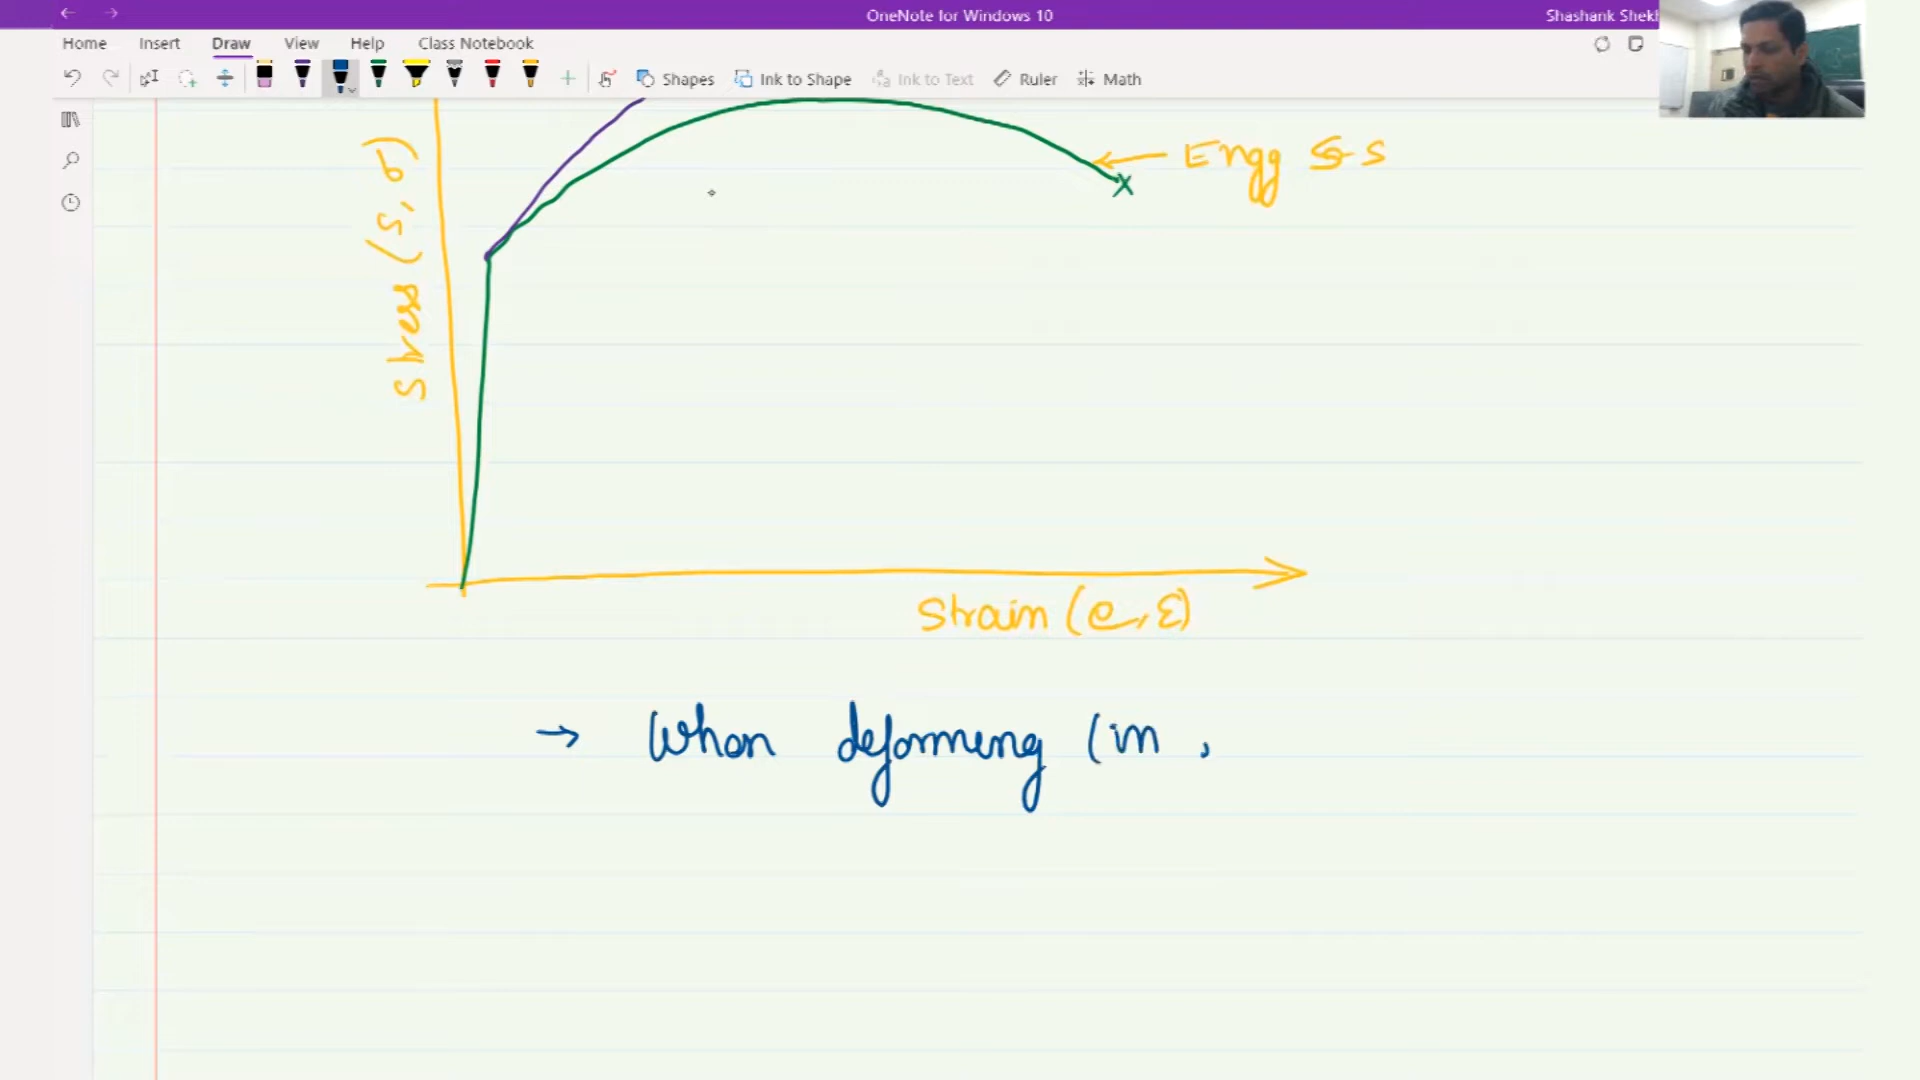 OneNote for Windows 10
Shashank Shekh
Home Insert Draw View Help Class Notebook
Shapes Ink to Shape Ink to Text Ruler Math
Stress (s, σ)
Engg S-S
Strain (e, ε)
→ When deforming (in